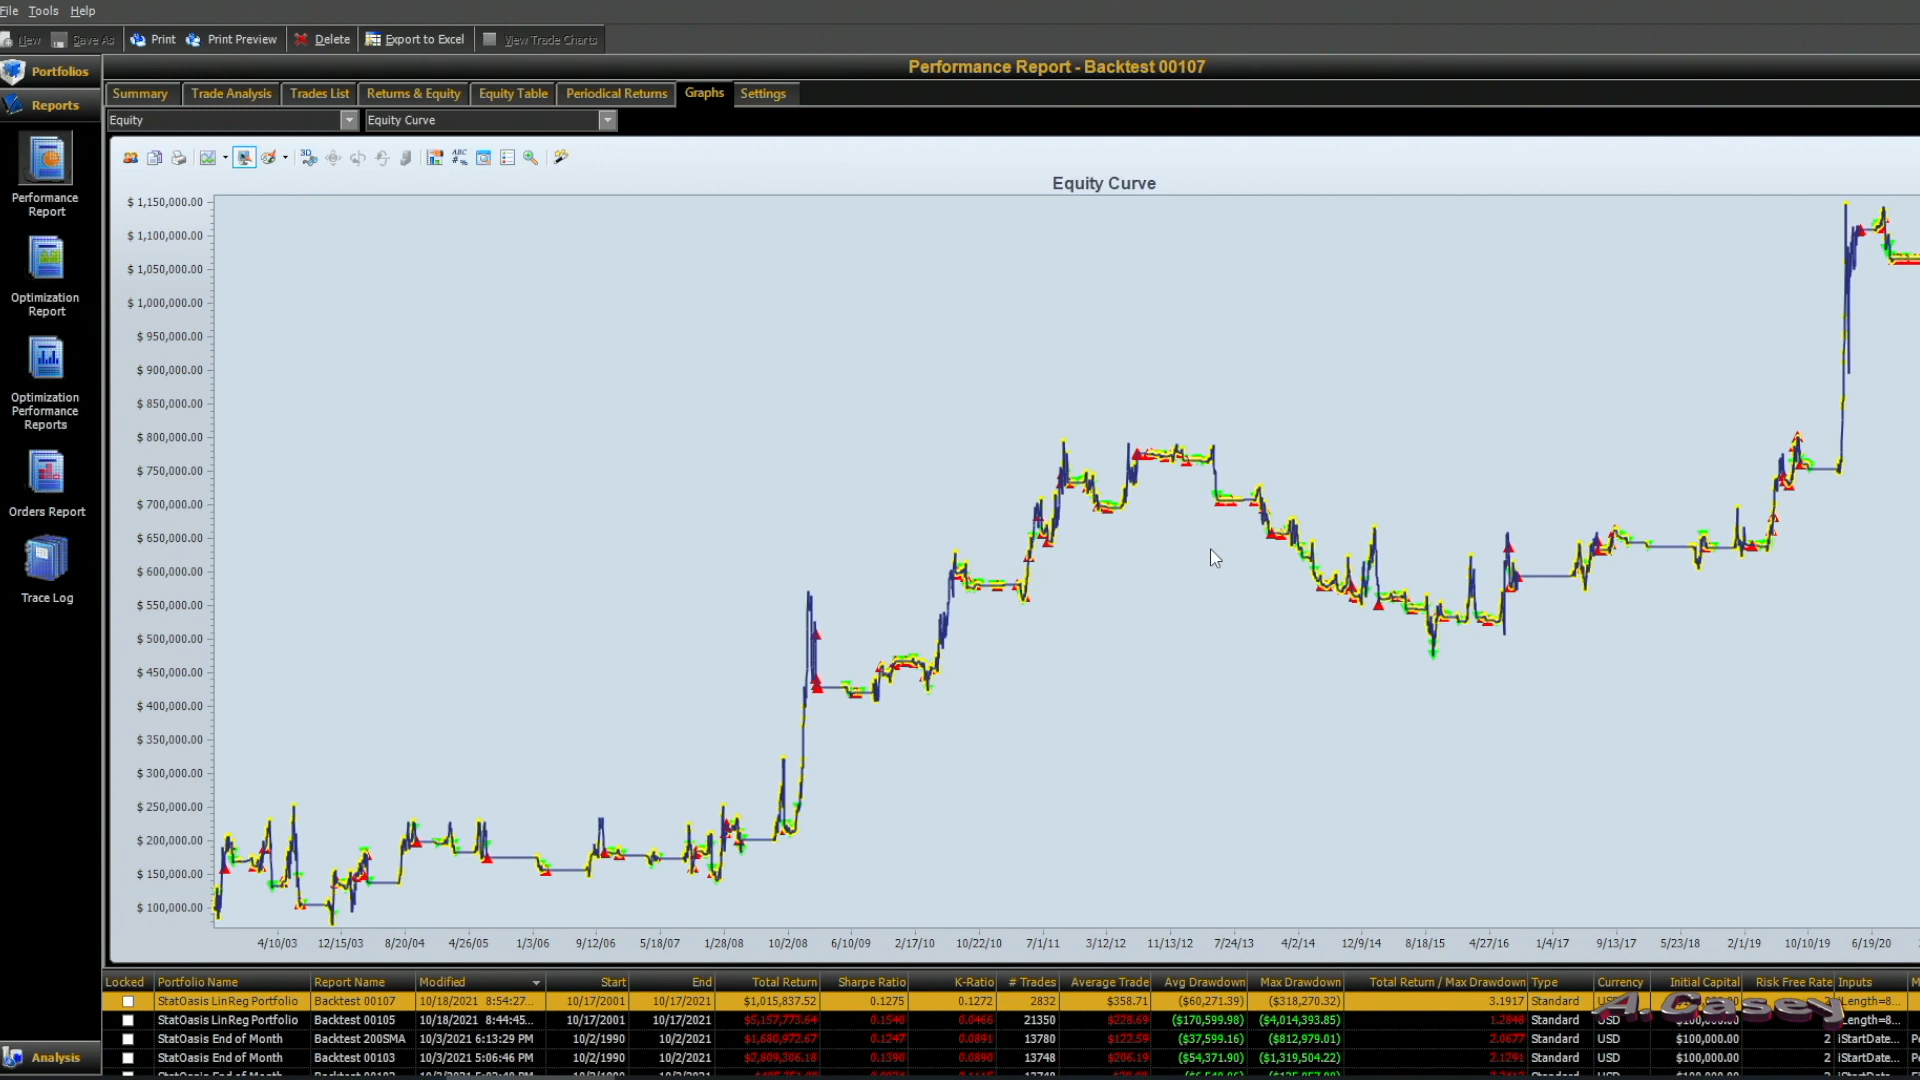 File Tools Help
New Save As Print Print Preview Delete Export to Excel View Trade Charts
Portfolios
Performance Report - Backtest 00107
Reports
Summary Trade Analysis Trades List Returns & Equity Equity Table Periodical Returns Graphs Settings
Equity Equity Curve
Performance Report
Optimization Report
Optimization Performance Reports
Orders Report
Trace Log
Analysis
Equity Curve
$ 1,150,000.00
$ 1,100,000.00
$ 1,050,000.00
$ 1,000,000.00
$ 950,000.00
$ 900,000.00
$ 850,000.00
$ 800,000.00
$ 750,000.00
$ 700,000.00
$ 650,000.00
$ 600,000.00
$ 550,000.00
$ 500,000.00
$ 450,000.00
$ 400,000.00
$ 350,000.00
$ 300,000.00
$ 250,000.00
$ 200,000.00
$ 150,000.00
$ 100,000.00
4/10/03 12/15/03 8/20/04 4/26/05 1/3/06 9/12/06 5/18/07 1/28/08 10/2/08 6/10/09 2/17/10 10/22/10 7/1/11 3/12/12 11/13/12 7/24/13 4/2/14 12/9/14 8/18/15 4/27/16 1/4/17 9/13/17 5/23/18 2/1/19 10/10/19 6/19/20
Locked Portfolio Name Report Name Modified Start End Total Return Sharpe Ratio K-Ratio # Trades Average Trade Avg Drawdown Max Drawdown Total Return / Max Drawdown Type Currency Initial Capital Risk Free Rate Inputs
StatOasis LinReg Portfolio Backtest 00107 10/18/2021 8:54:27... 10/17/2001 10/17/2021 $1,015,837.52 0.1275 0.1272 2832 $358.71 ($60,271.39) ($318,270.32) 3.1917 Standard Length=8...
StatOasis LinReg Portfolio Backtest 00105 10/18/2021 8:44:45... 10/17/2001 10/17/2021 $5,157,773.64 0.1540 0.0466 21350 $228.69 ($170,599.98) ($4,014,393.85) 1.2848 Standard USD Length=8...
StatOasis End of Month Backtest 200SMA 10/3/2021 6:13:29 PM 10/2/1990 10/2/2021 $1,680,972.67 0.1247 0.0891 13780 $122.59 ($37,599.16) ($812,979.01) 2.0677 Standard USD $100,000.00 2 iStartDate...
StatOasis End of Month Backtest 00103 10/3/2021 5:06:46 PM 10/2/1990 10/2/2021 $2,809,306.18 0.1390 0.0890 13748 $206.19 ($54,371.90) ($1,319,504.22) 2.1291 Standard USD $100,000.00 2 iStartDate...
A. Casey